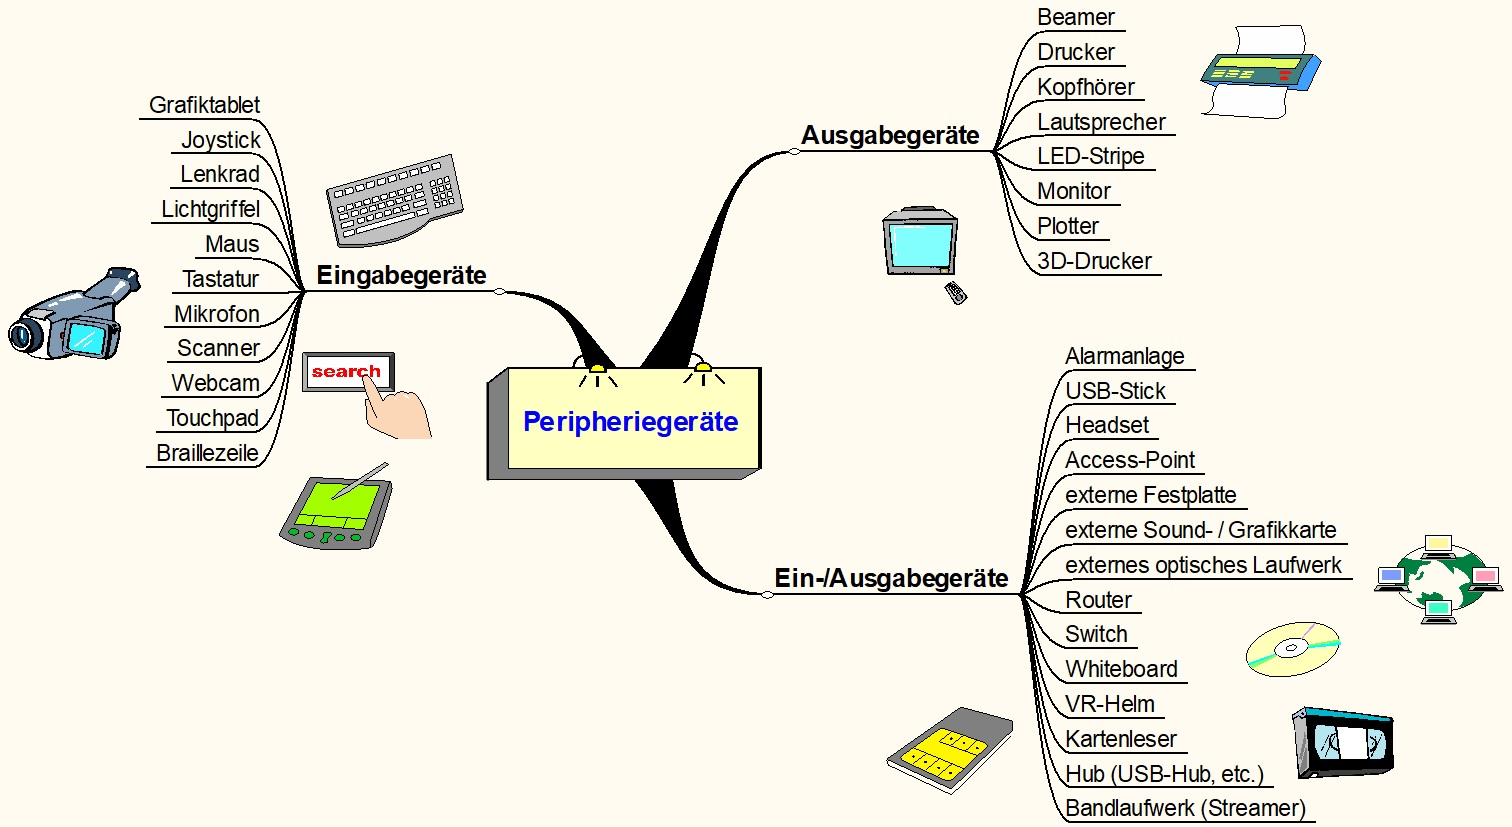 Peripheriegeräte
Eingabegeräte
Grafiktablet
Joystick
Lenkrad
Lichtgriffel
Maus
Tastatur
Mikrofon
Scanner
Webcam
Touchpad
Braillezeile
search
Ausgabegeräte
Beamer
Drucker
Kopfhörer
Lautsprecher
LED-Stripe
Monitor
Plotter
3D-Drucker
Ein-/Ausgabegeräte
Alarmanlage
USB-Stick
Headset
Access-Point
externe Festplatte
externe Sound- / Grafikkarte
externes optisches Laufwerk
Router
Switch
Whiteboard
VR-Helm
Kartenleser
Hub (USB-Hub, etc.)
Bandlaufwerk (Streamer)